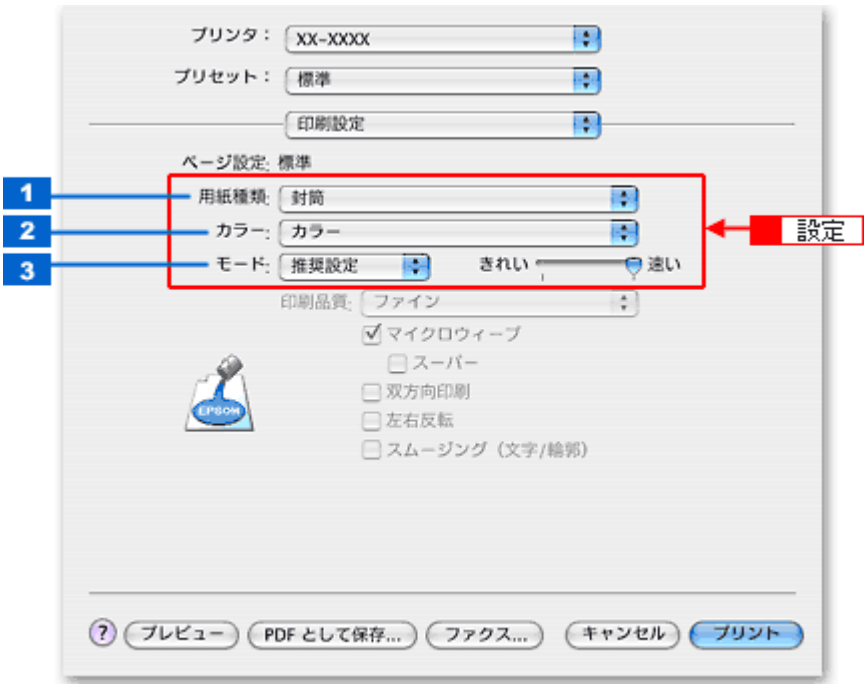 プリンタ： XX-XXXX
プリセット： 標準
印刷設定
ページ設定: 標準
1 用紙種類: 封筒
2 カラー: カラー 設定
3 モード: 推奨設定 きれい 速い
印刷品質: ファイン
マイクロウィーブ
スーパー
双方向印刷
左右反転
スムージング（文字/輪郭）
EPSON
? プレビュー PDF として保存... ファクス... キャンセル プリント